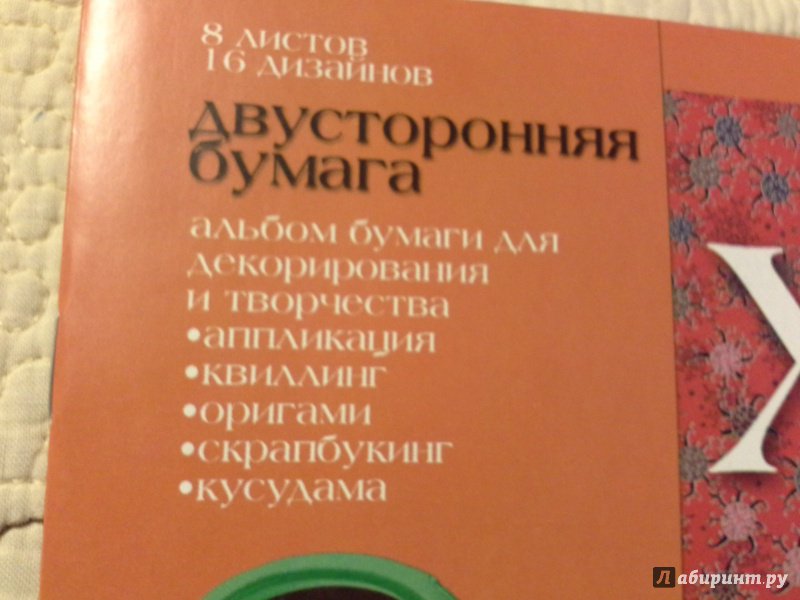 8 листов
16 дизайнов
двусторонняя
бумага
альбом бумаги для
декорирования
и творчества
•аппликация
•квиллинг
•оригами
•скрапбукинг
•кусудама
Х
Лабиринт.ру